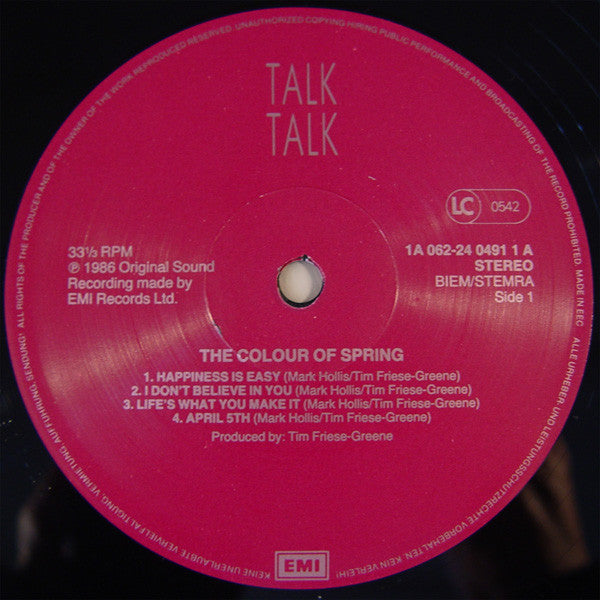 ALL RIGHTS OF THE PRODUCER AND OF THE OWNER OF THE WORK REPRODUCED RESERVED. UNAUTHORIZED COPYING HIRING PUBLIC PERFORMANCE AND BROADCASTING OF THE RECORD PROHIBITED. MADE IN EEC
TALK
TALK
LC 0542
33⅓ RPM
℗ 1986 Original Sound
Recording made by
EMI Records Ltd.
1A 062-24 0491 1 A
STEREO
BIEM/STEMRA
Side 1
THE COLOUR OF SPRING
1. HAPPINESS IS EASY (Mark Hollis/Tim Friese-Greene)
2. I DON'T BELIEVE IN YOU (Mark Hollis/Tim Friese-Greene)
3. LIFE'S WHAT YOU MAKE IT (Mark Hollis/Tim Friese-Greene)
4. APRIL 5TH (Mark Hollis/Tim Friese-Greene)
Produced by: Tim Friese-Greene
EMI
ALLE URHEBER UND LEISTUNGSSCHUTZRECHTE VORBEHALTEN. KEIN VERLEIH!
KEINE UNERLAUBTE VERVIELFÄLTIGUNG, VERMIETUNG, AUFFÜHRUNG, SENDUNG!